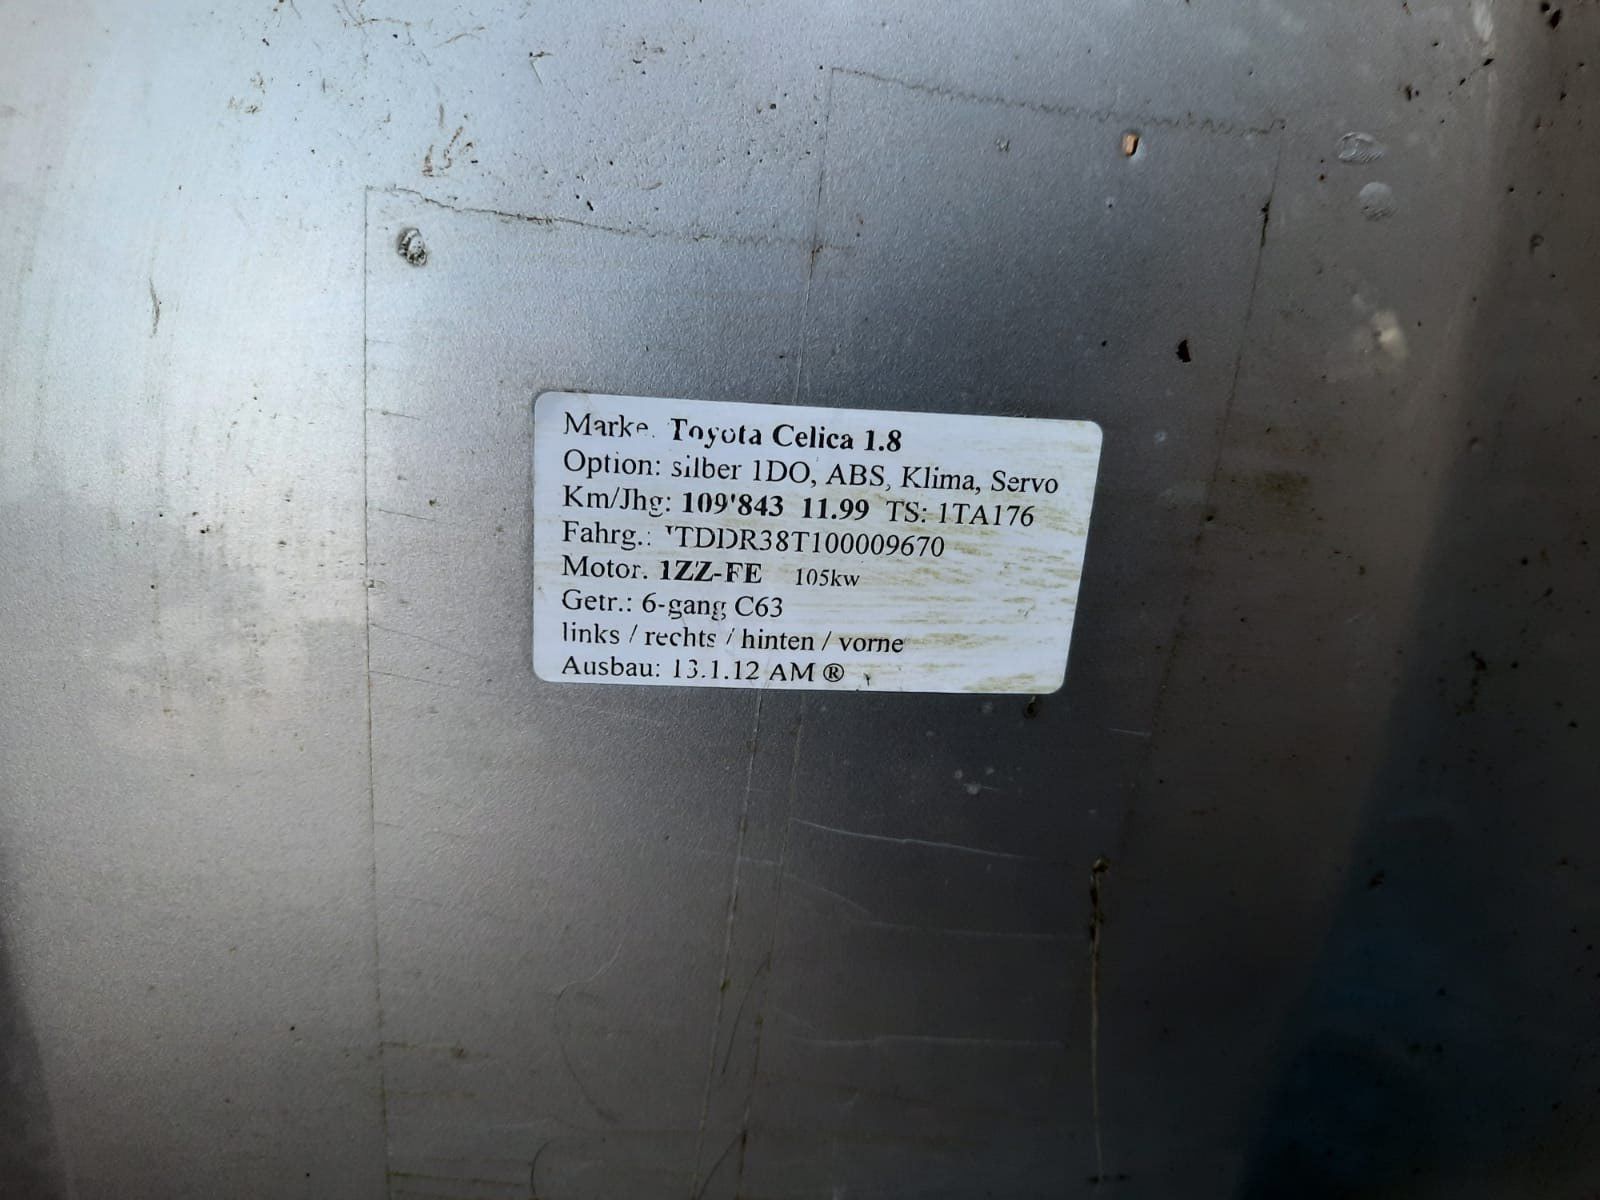 Marke. Toyota Celica 1.8
Option: silber 1DO, ABS, Klima, Servo
Km/Jhg: 109'843 11.99 TS: 1TA176
Fahrg.: JTDDR38T100009670
Motor. 1ZZ-FE 105kw
Getr.: 6-gang C63
links / rechts / hinten / vorne
Ausbau: 13.1.12 AM ®